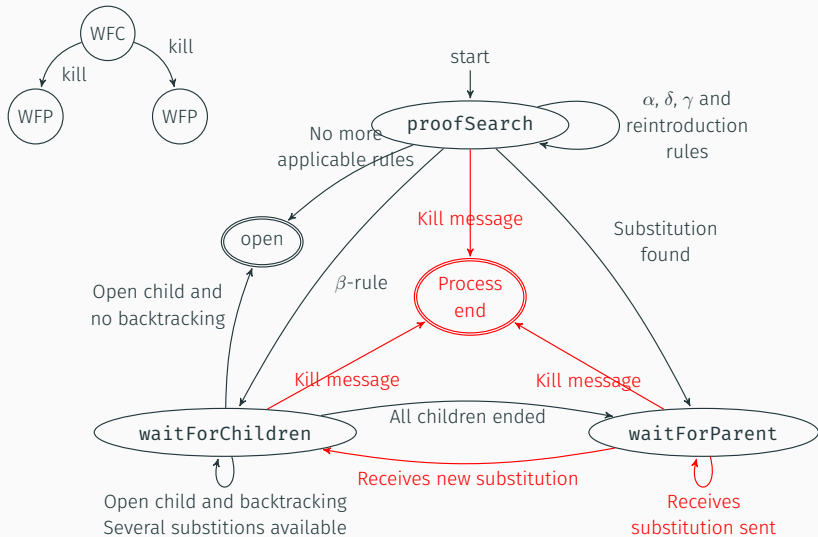 WFC
kill
kill
WFP
WFP
start
proofSearch
α, δ, γ and
reintroduction
rules
No more
applicable rules
Kill message
Substitution
found
open
Open child and
no backtracking
β-rule
Process
end
Kill message
Kill message
waitForChildren
All children ended
waitForParent
Receives new substitution
Open child and backtracking
Several substitions available
Receives
substitution sent